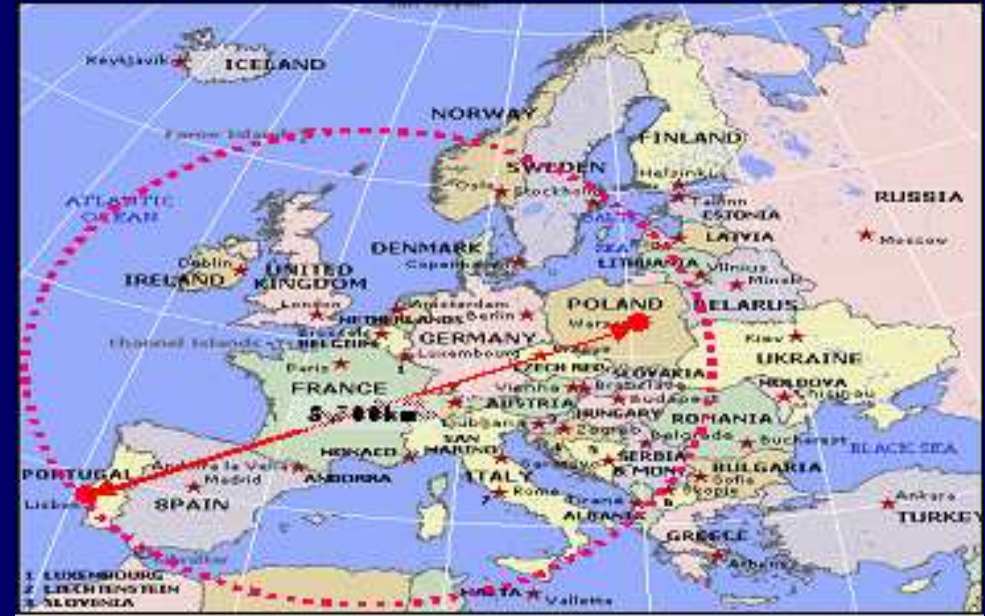 Reykjavik
ICELAND
NORWAY
Faroe Islands
FINLAND
SWEDEN
Helsinki
Oslo
Stockholm
Tallinn
ESTONIA
RUSSIA
ATLANTIC
OCEAN
LATVIA
Moscow
DENMARK
SEA
Dublin
Copenhagen
LITHUANIA
Vilnius
IRELAND
UNITED
KINGDOM
Minsk
London
Amsterdam
Berlin
POLAND
BELARUS
NETHERLANDS
Brussels
BELGIUM
GERMANY
Kiev
Channel Islands
Luxembourg
Prague
UKRAINE
Paris
CZECH REP.
SLOVAKIA
FRANCE
Vienna
Bratislava
MOLDOVA
Chisinau
AUSTRIA
Budapest
HUNGARY
ROMANIA
Ljubljana
Zagreb
Belgrade
Bucharest
SAN
MARINO
MONACO
BLACK SEA
PORTUGAL
Andorra la Vella
ANDORRA
SERBIA
& MON.
BULGARIA
Madrid
ITALY
Sofia
Lisbon
SPAIN
Rome
Skopje
Tirana
Ankara
ALBANIA
TURKEY
GREECE
Gibraltar
Athens
1 LUXEMBOURG
2 LIECHTENSTEIN
3 SLOVENIA
MALTA
Valletta